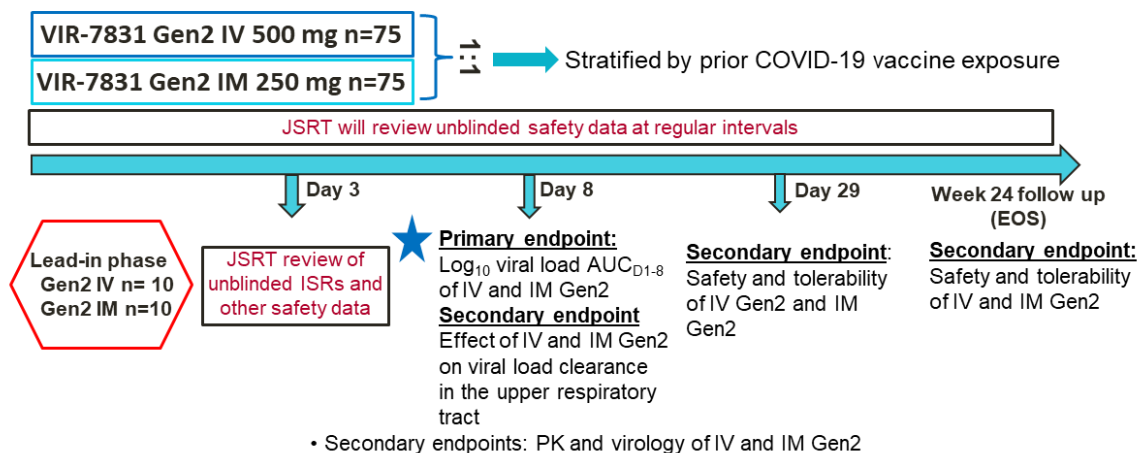 VIR-7831 Gen2 IV 500 mg n=75
VIR-7831 Gen2 IM 250 mg n=75
1:1
Stratified by prior COVID-19 vaccine exposure
JSRT will review unblinded safety data at regular intervals
Day 3
Day 8
Day 29
Week 24 follow up
(EOS)
Lead-in phase
Gen2 IV n= 10
Gen2 IM n=10
JSRT review of
unblinded ISRs and
other safety data
Primary endpoint:
Log10 viral load AUCD1-8
of IV and IM Gen2
Secondary endpoint
Effect of IV and IM Gen2
on viral load clearance
in the upper respiratory
tract
Secondary endpoint:
Safety and tolerability
of IV Gen2 and IM
Gen2
Secondary endpoint:
Safety and tolerability
of IV and IM Gen2
• Secondary endpoints: PK and virology of IV and IM Gen2